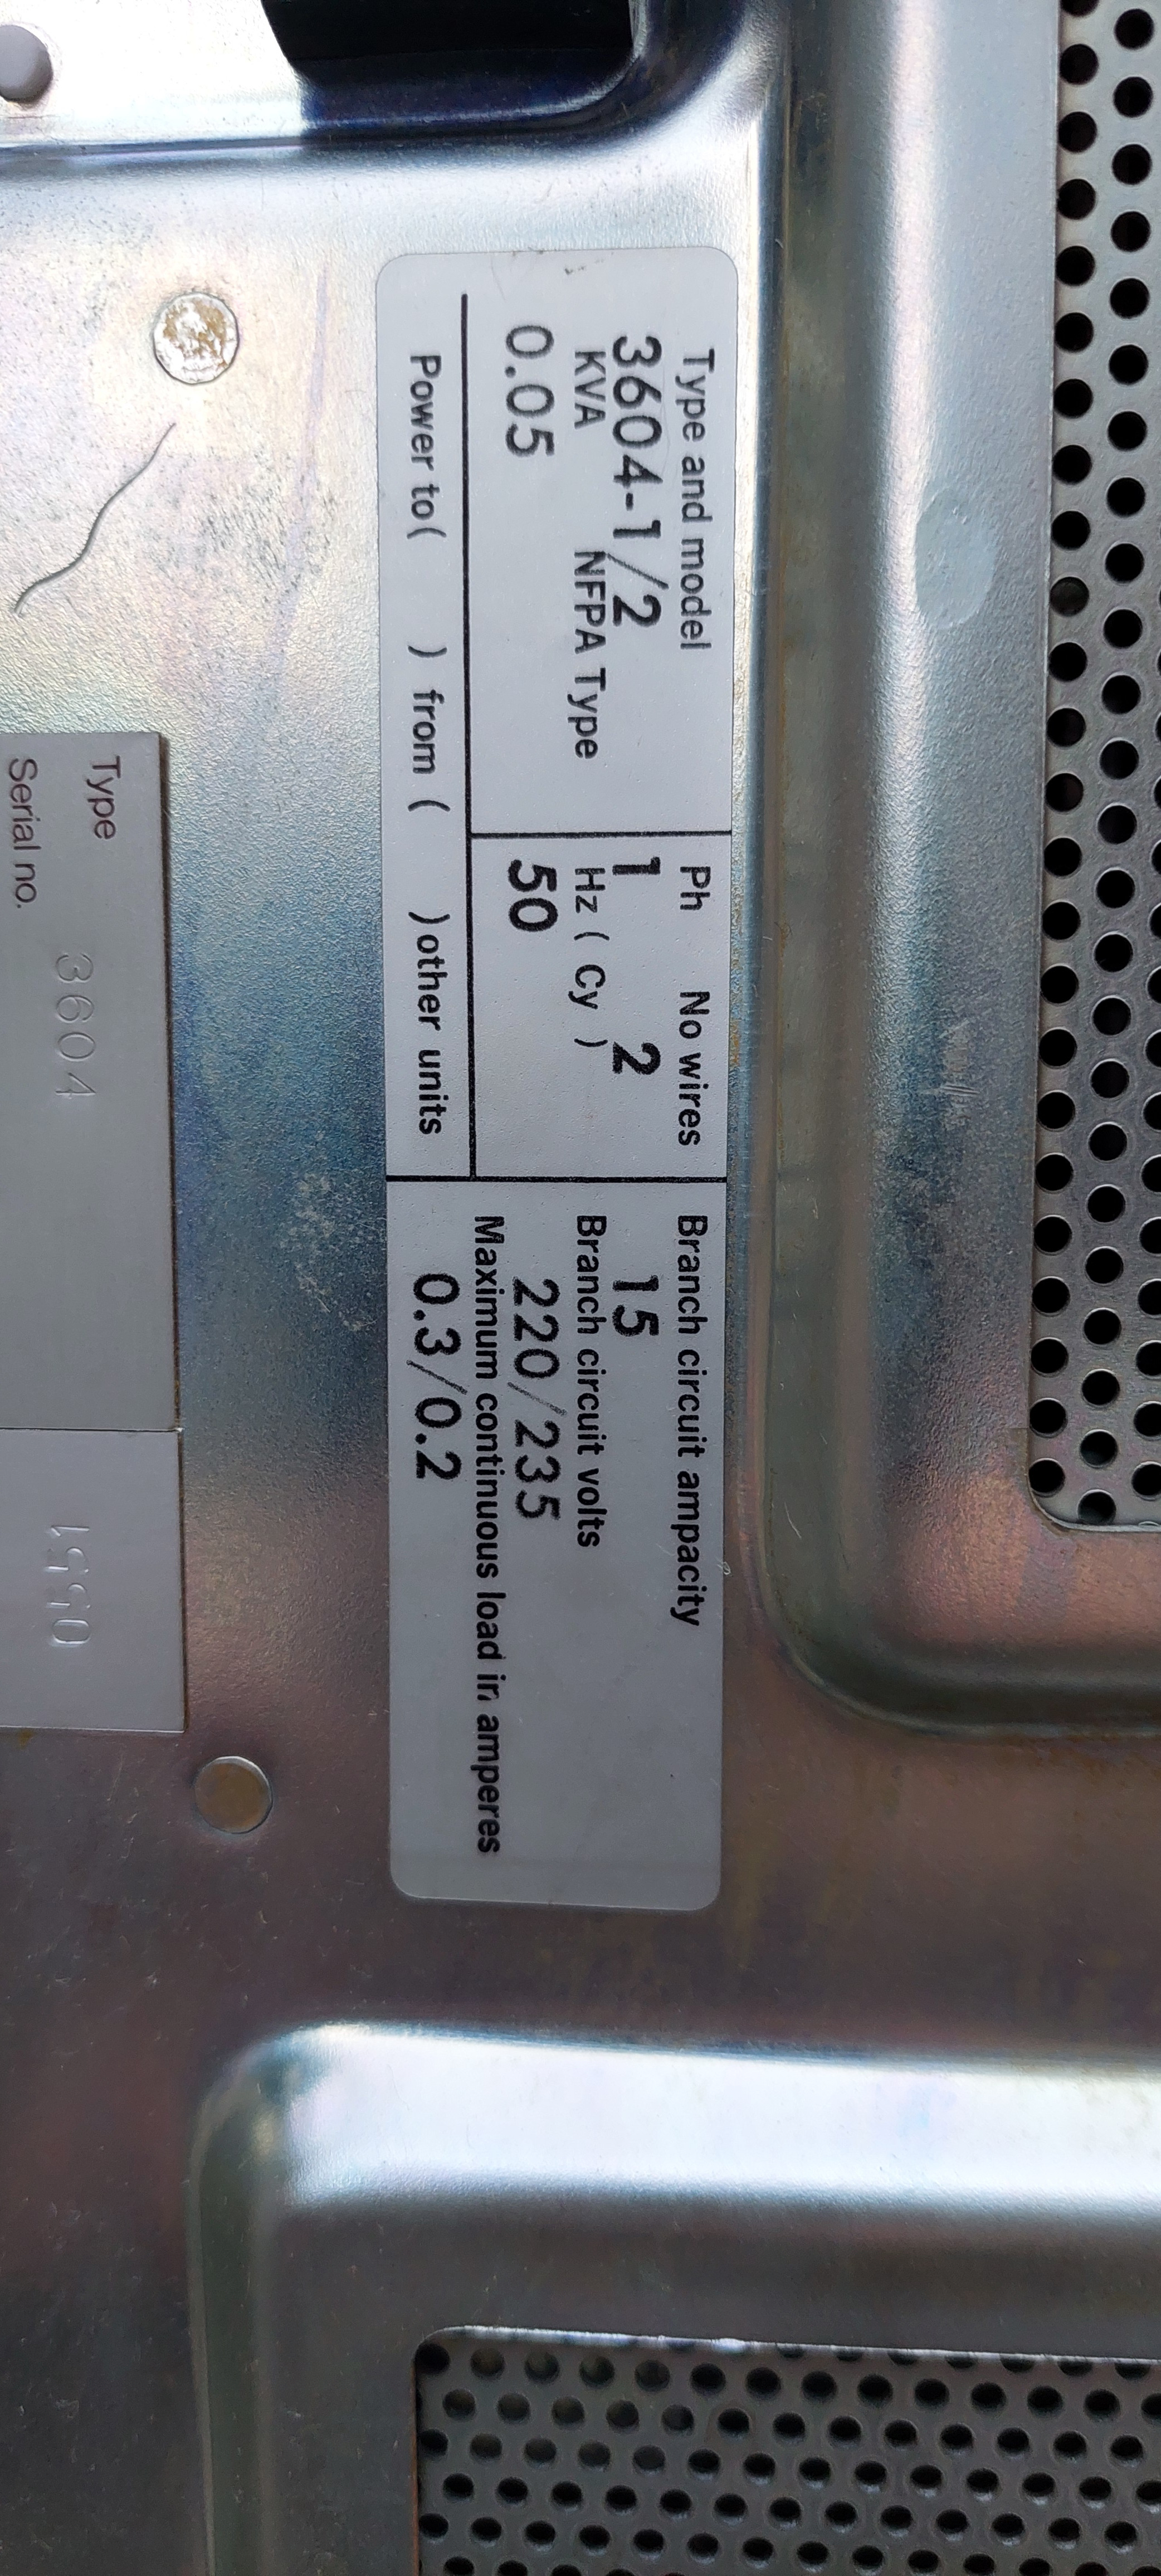 Type and model
3604-1/2
KVA NFPA Type
0.05
Ph No wires
1 2
Hz ( Cy )
50
Power to( ) from ( )other units
Branch circuit ampacity
15
Branch circuit volts
220/235
Maximum continuous load in amperes
0.3/0.2
Type 3604
Serial no.